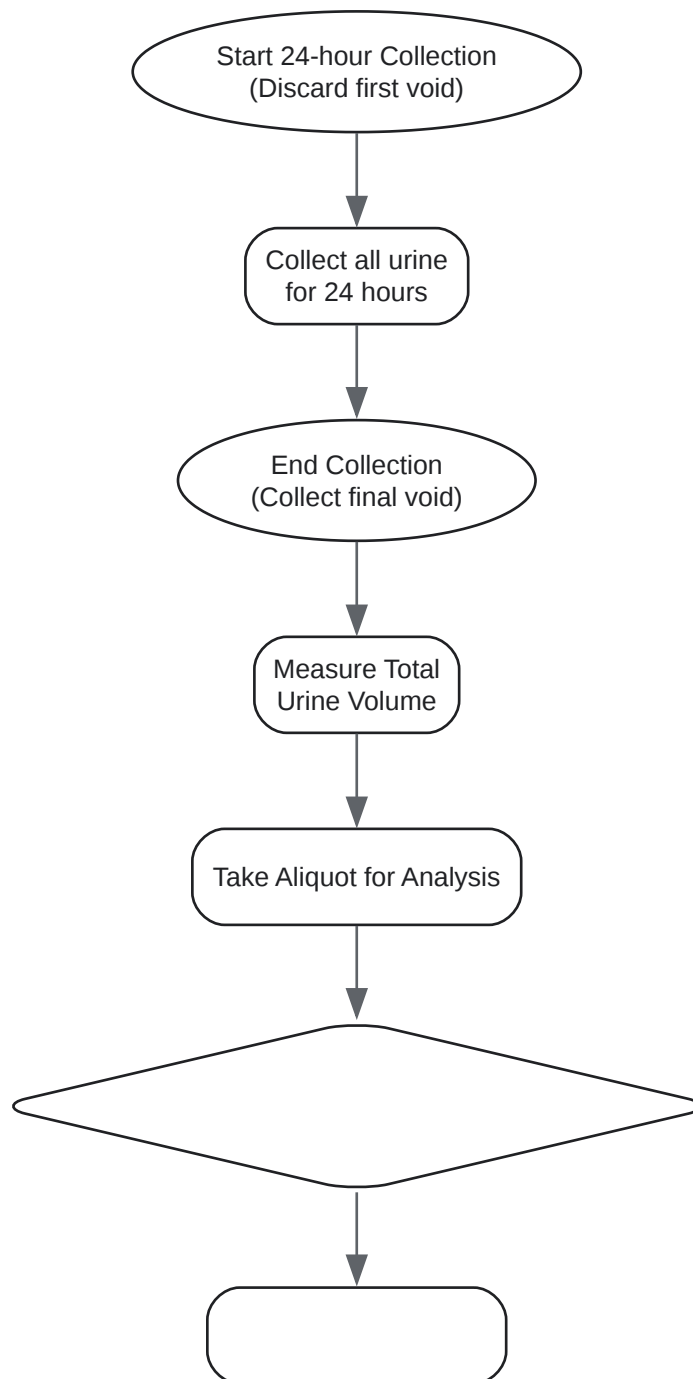 Start 24-hour Collection
(Discard first void)
Collect all urine
for 24 hours
End Collection
(Collect final void)
Measure Total
Urine Volume
Take Aliquot for Analysis